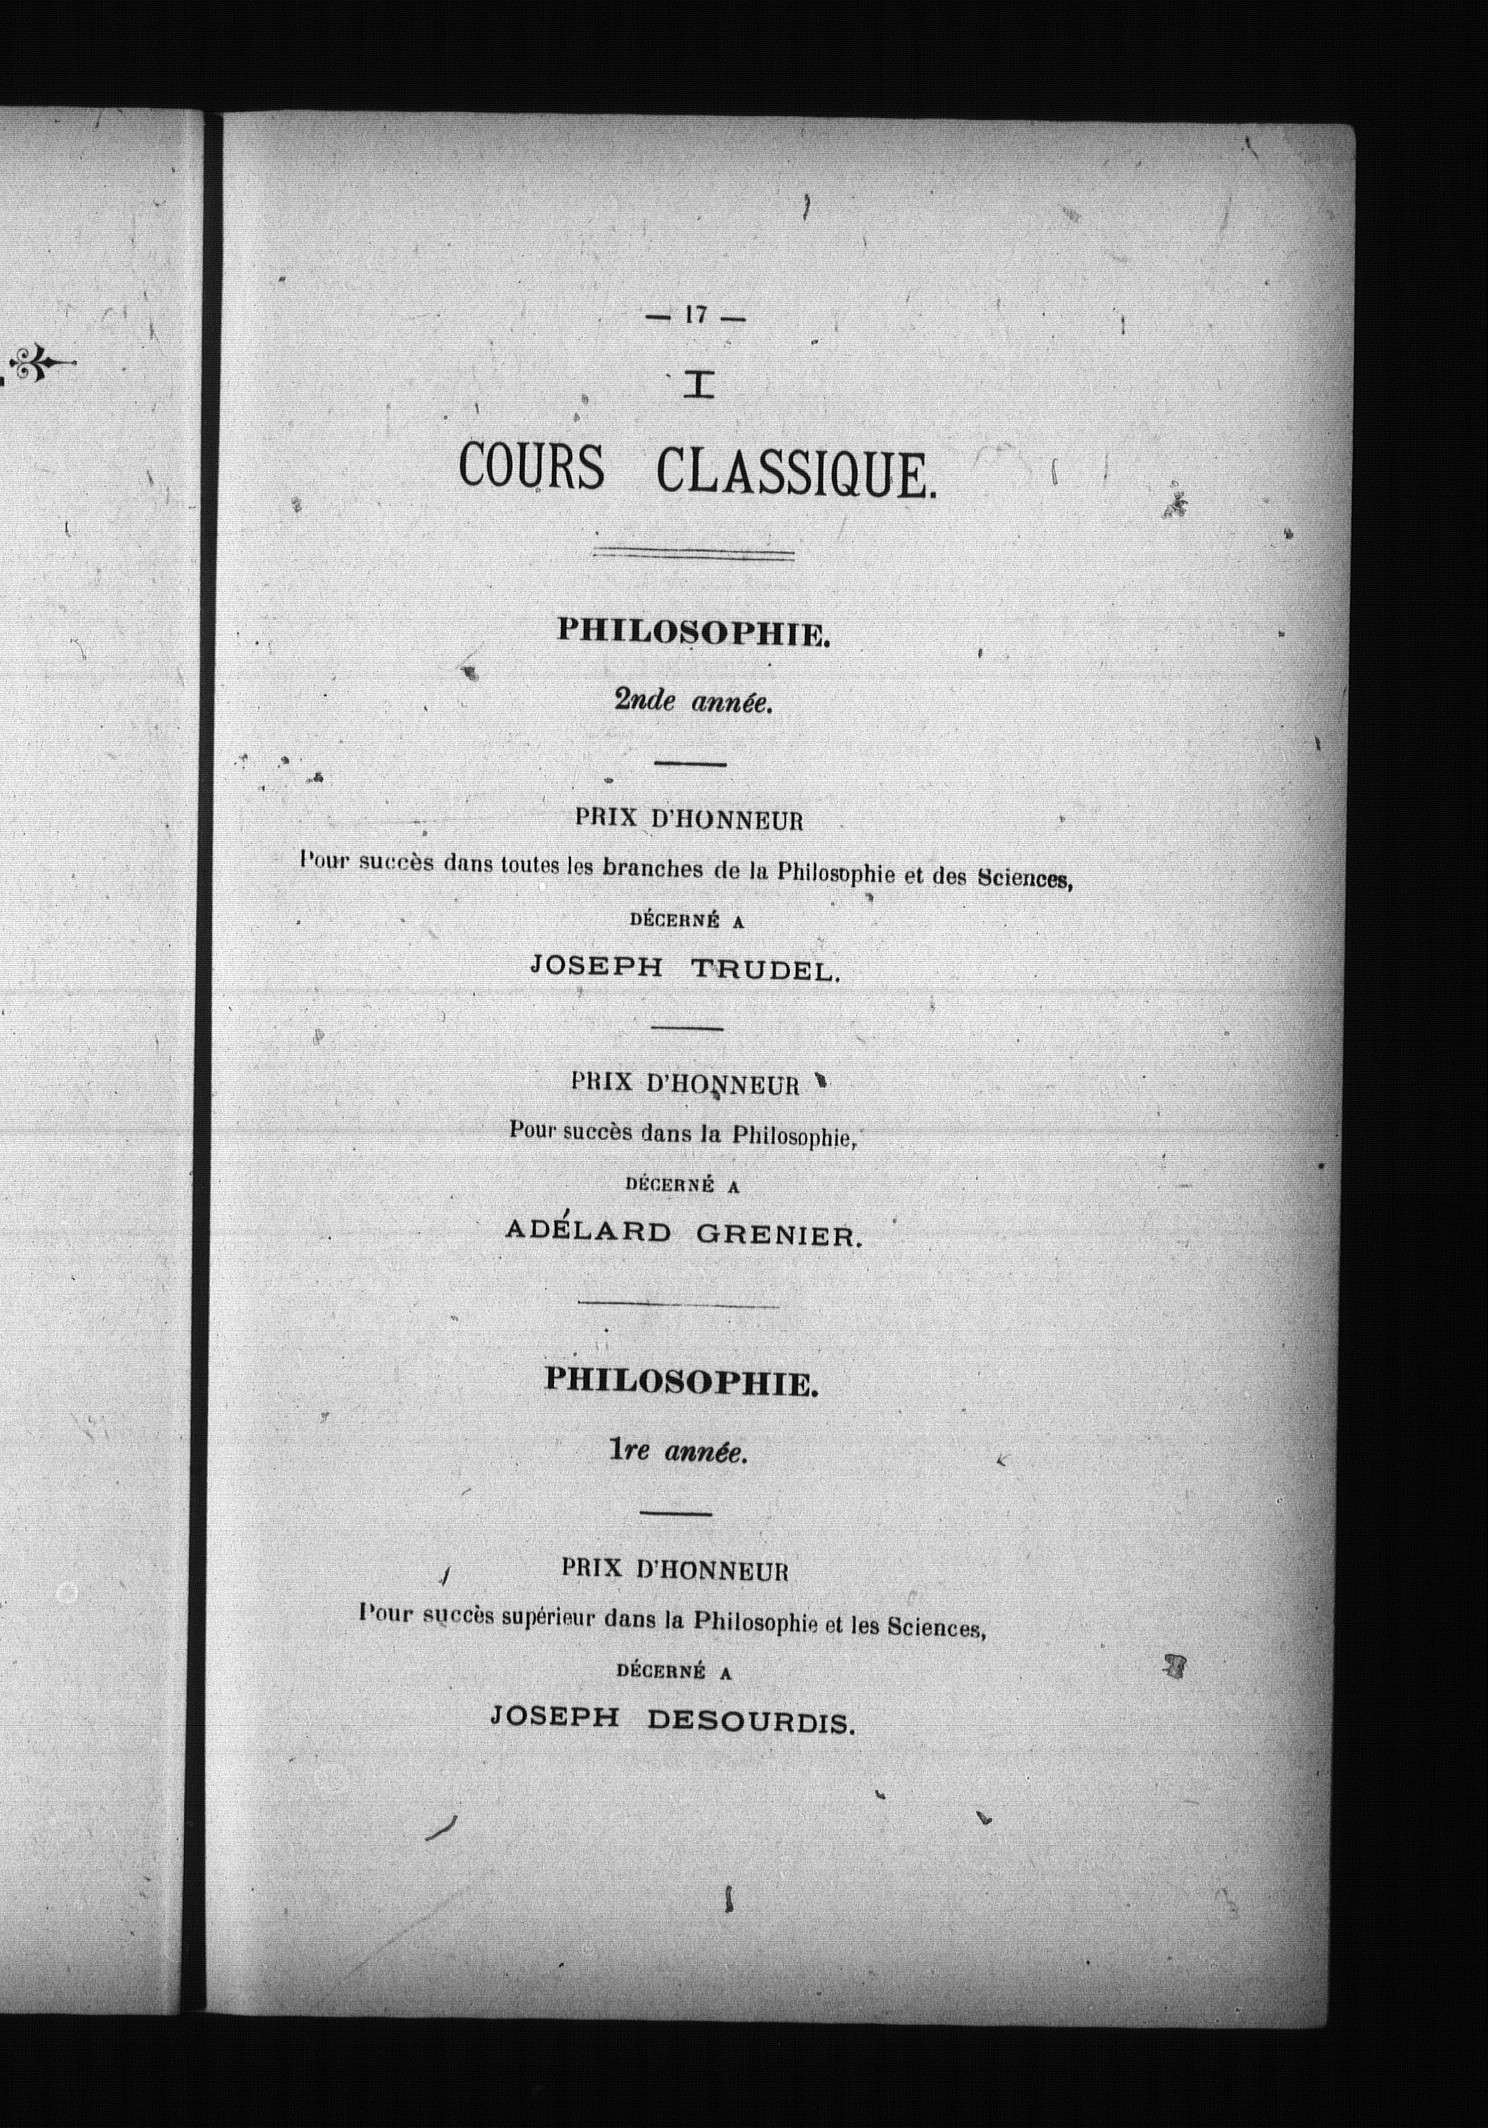 — 17 —
I
COURS CLASSIQUE.
PHILOSOPHIE.
2nde année.
PRIX D'HONNEUR
Pour succès dans toutes les branches de la Philosophie et des Sciences,
DÉCERNÉ A
JOSEPH TRUDEL.
PRIX D'HONNEUR
Pour succès dans la Philosophie,
DÉCERNÉ A
ADÉLARD GRENIER.
PHILOSOPHIE.
1re année.
PRIX D'HONNEUR
Pour succès supérieur dans la Philosophie et les Sciences,
DÉCERNÉ A
JOSEPH DESOURDIS.